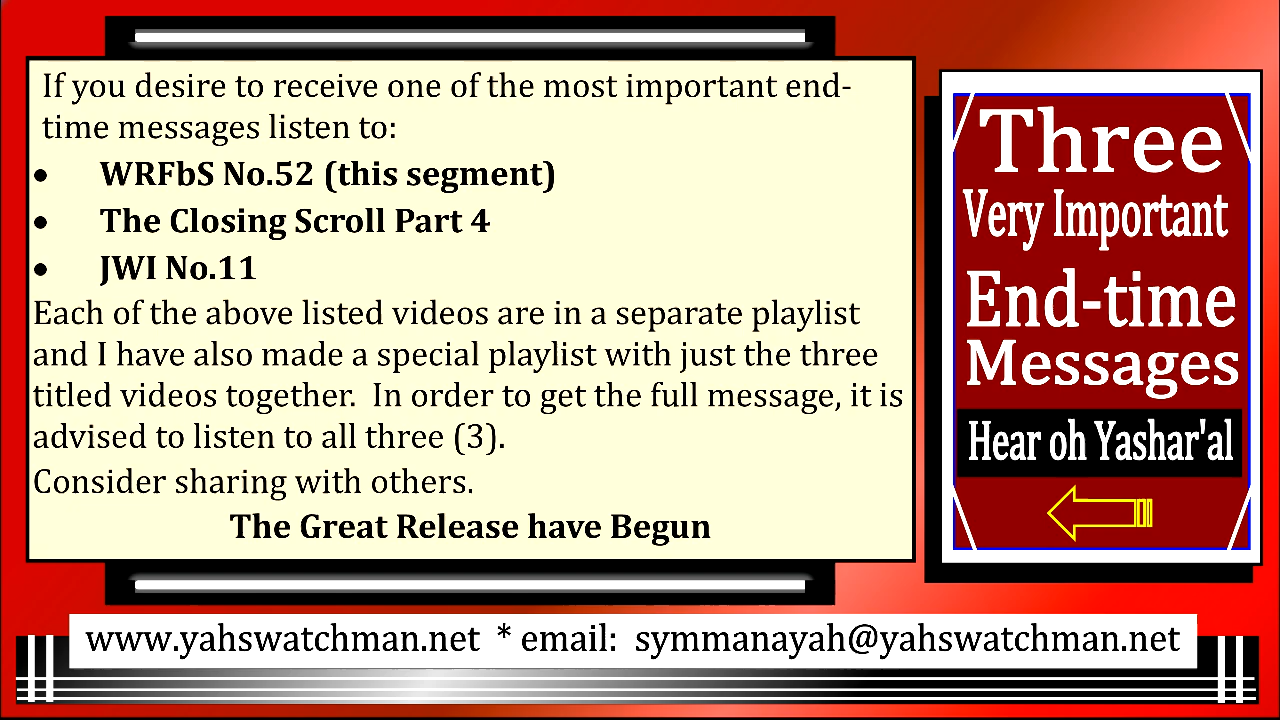 If you desire to receive one of the most important end-
time messages listen to:
• WRFbS No.52 (this segment)
• The Closing Scroll Part 4
• JWI No.11
Each of the above listed videos are in a separate playlist
and I have also made a special playlist with just the three
titled videos together.  In order to get the full message, it is
advised to listen to all three (3).
Consider sharing with others.
The Great Release have Begun
Three
Very Important
End-time
Messages
Hear oh Yashar'al
www.yahswatchman.net * email: symmanayah@yahswatchman.net